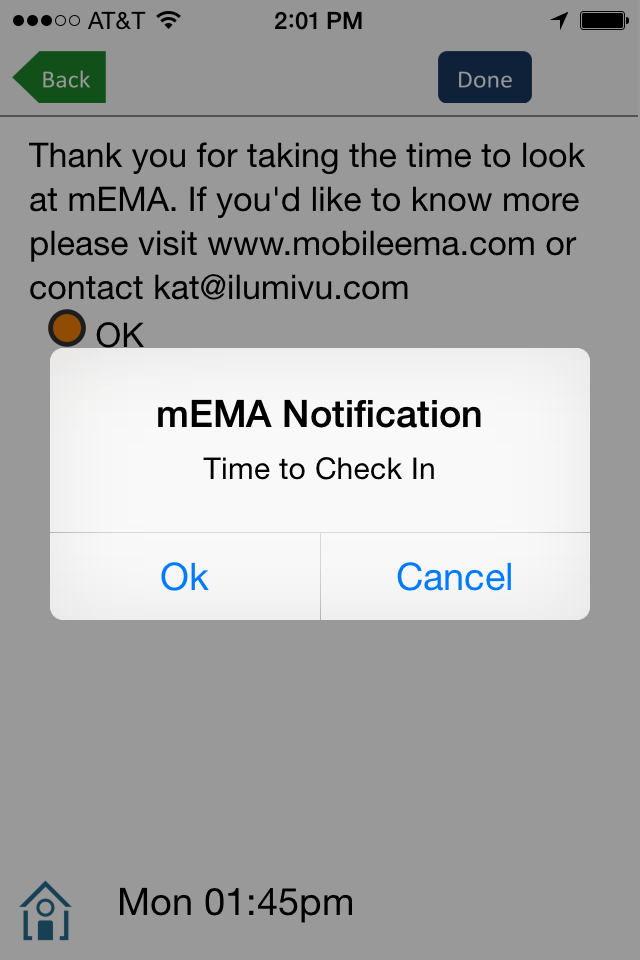 AT&T 2:01 PM
Back Done
Thank you for taking the time to look
at mEMA. If you'd like to know more
please visit www.mobileema.com or
contact kat@ilumivu.com
OK
mEMA Notification
Time to Check In
Ok Cancel
Mon 01:45pm